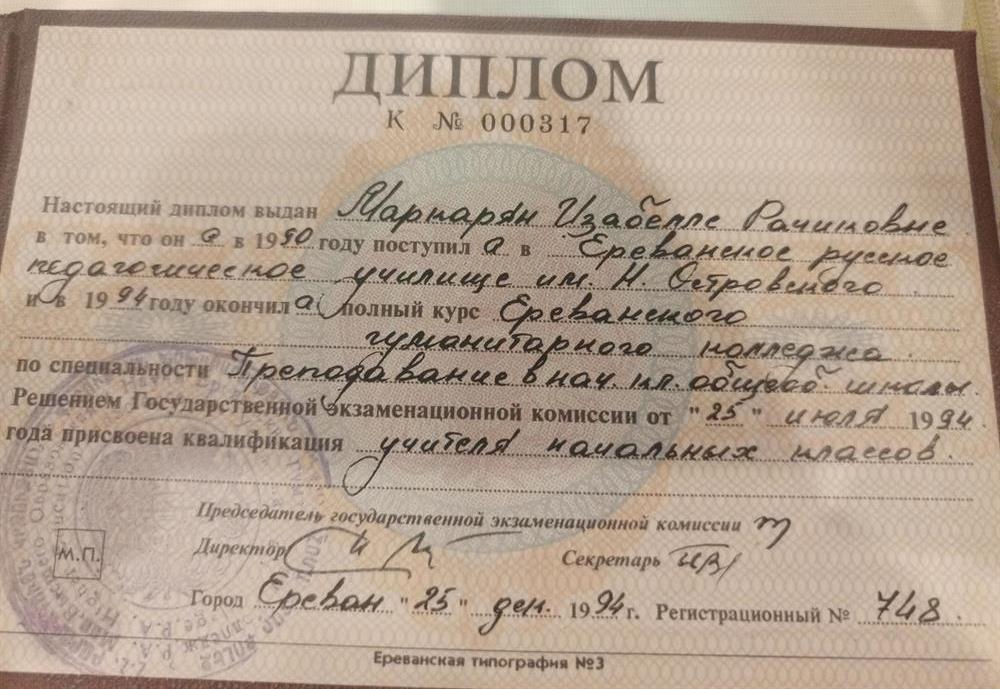 ДИПЛОМ
К № 000317
Настоящий диплом выдан Маркарян Изабелле Рачиковне
в том, что он а в 1990 году поступил а в Ереванское русское
педагогическое училище им. Н. Островского
и в 1994 году окончил а полный курс Ереванского
гуманитарного колледжа
по специальности Преподавание в нач. кл. общеоб. школы
Решением Государственной экзаменационной комиссии от "25" июля 1994
года присвоена квалификация учителя начальных классов.
Председатель государственной экзаменационной комиссии
Директор
Секретарь
М.П.
Город Ереван "25" дек. 1994 г. Регистрационный № 748
Ереванская типография №3